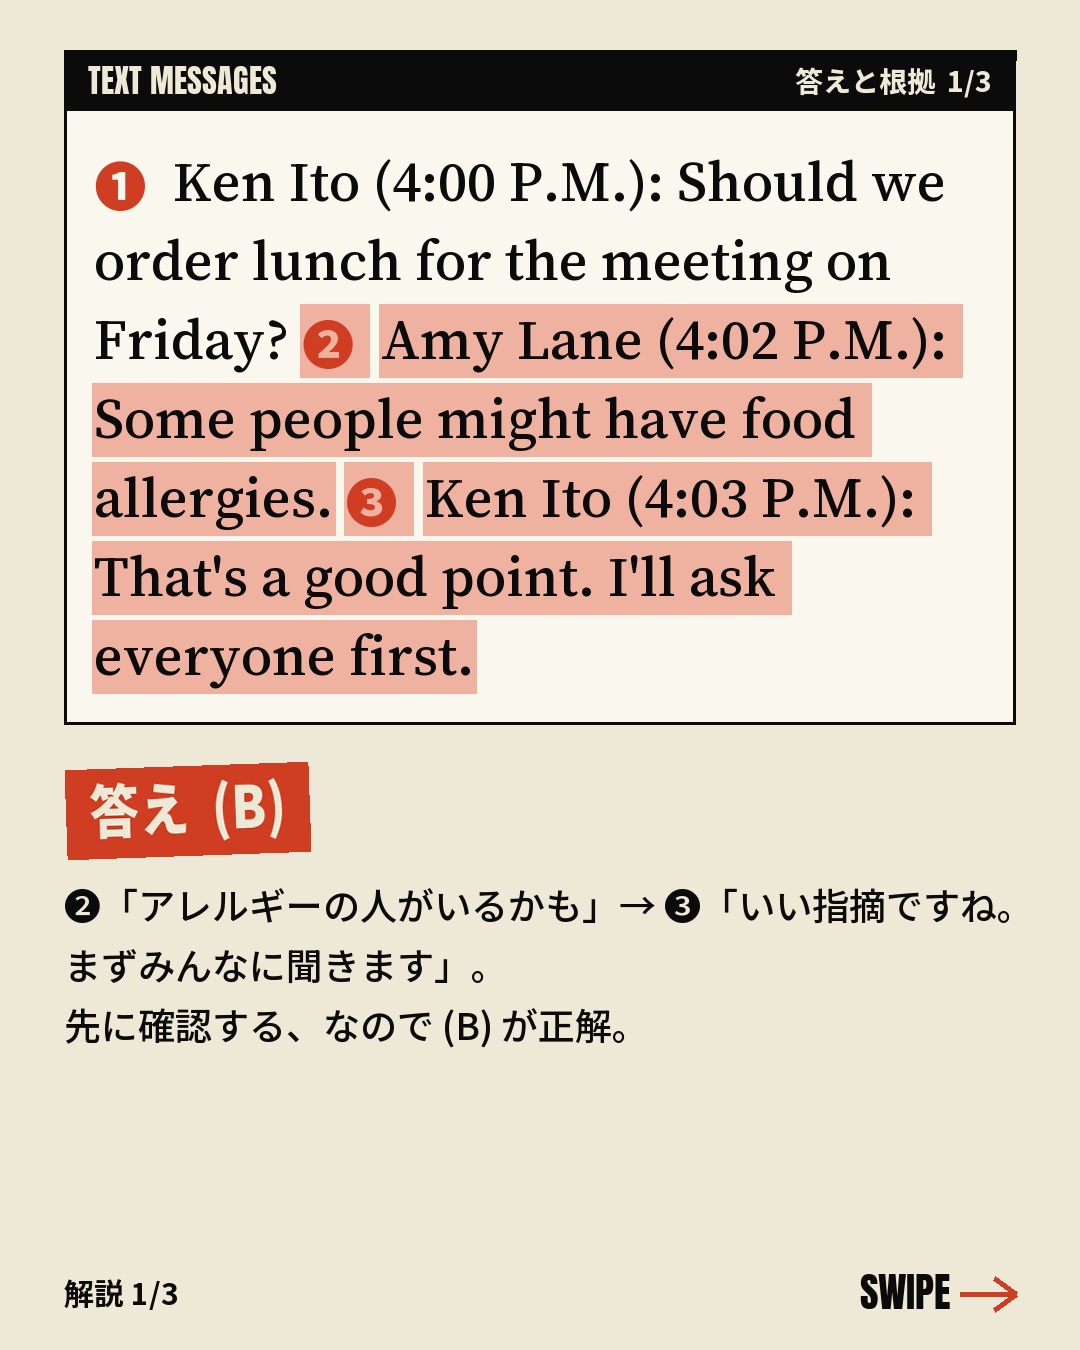 TEXT MESSAGES
答えと根拠 1/3
❶ Ken Ito (4:00 P.M.): Should we
order lunch for the meeting on
Friday? ❷ Amy Lane (4:02 P.M.):
Some people might have food
allergies. ❸ Ken Ito (4:03 P.M.):
That's a good point. I'll ask
everyone first.
答え (B)
❷「アレルギーの人がいるかも」→ ❸「いい指摘ですね。
まずみんなに聞きます」。
先に確認する、なので (B) が正解。
解説 1/3
SWIPE →